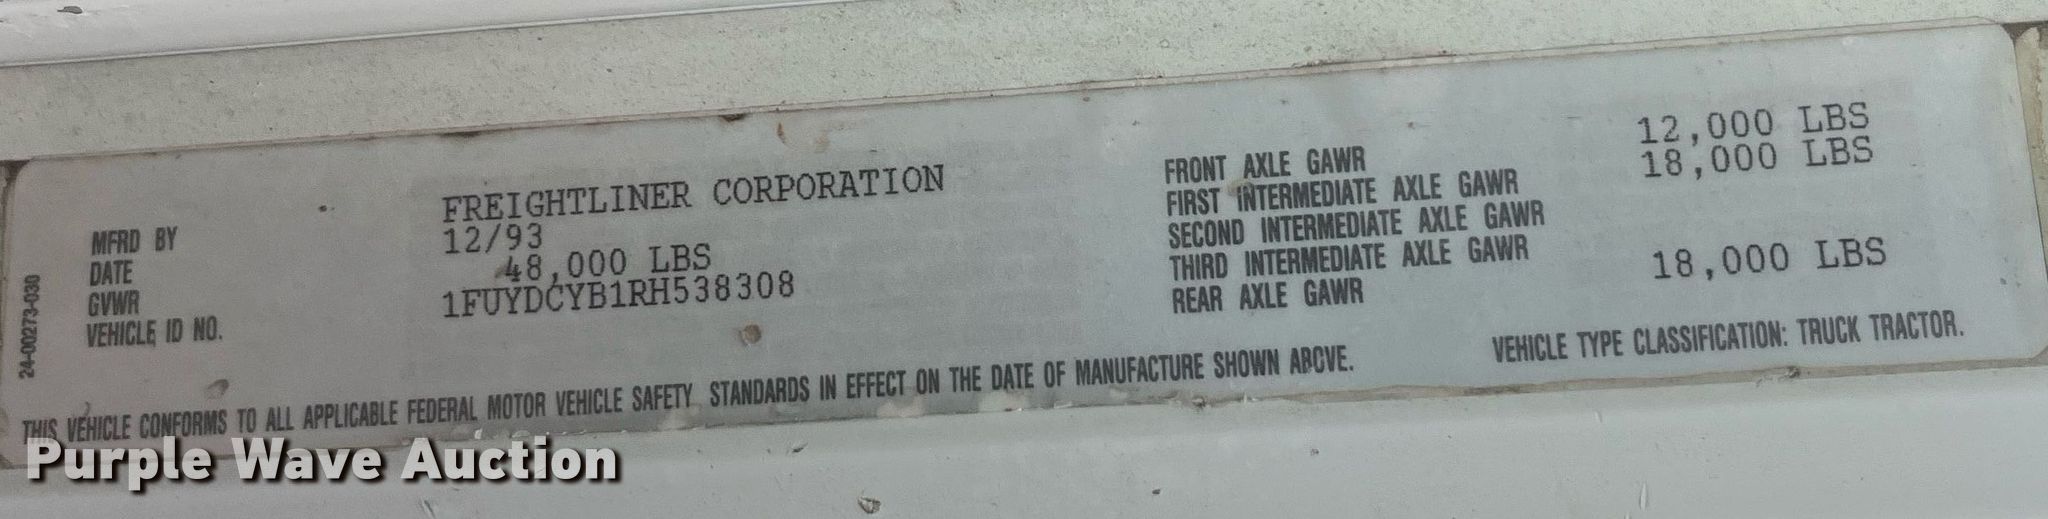 MFRD BY FREIGHTLINER CORPORATION
DATE 12/93
GVWR 48,000 LBS
VEHICLE ID NO. 1FUYDCYB1RH538308
24-00273-030
FRONT AXLE GAWR 12,000 LBS
FIRST INTERMEDIATE AXLE GAWR 18,000 LBS
SECOND INTERMEDIATE AXLE GAWR
THIRD INTERMEDIATE AXLE GAWR
REAR AXLE GAWR 18,000 LBS
THIS VEHICLE CONFORMS TO ALL APPLICABLE FEDERAL MOTOR VEHICLE SAFETY STANDARDS IN EFFECT ON THE DATE OF MANUFACTURE SHOWN ABOVE. VEHICLE TYPE CLASSIFICATION: TRUCK TRACTOR.
Purple Wave Auction